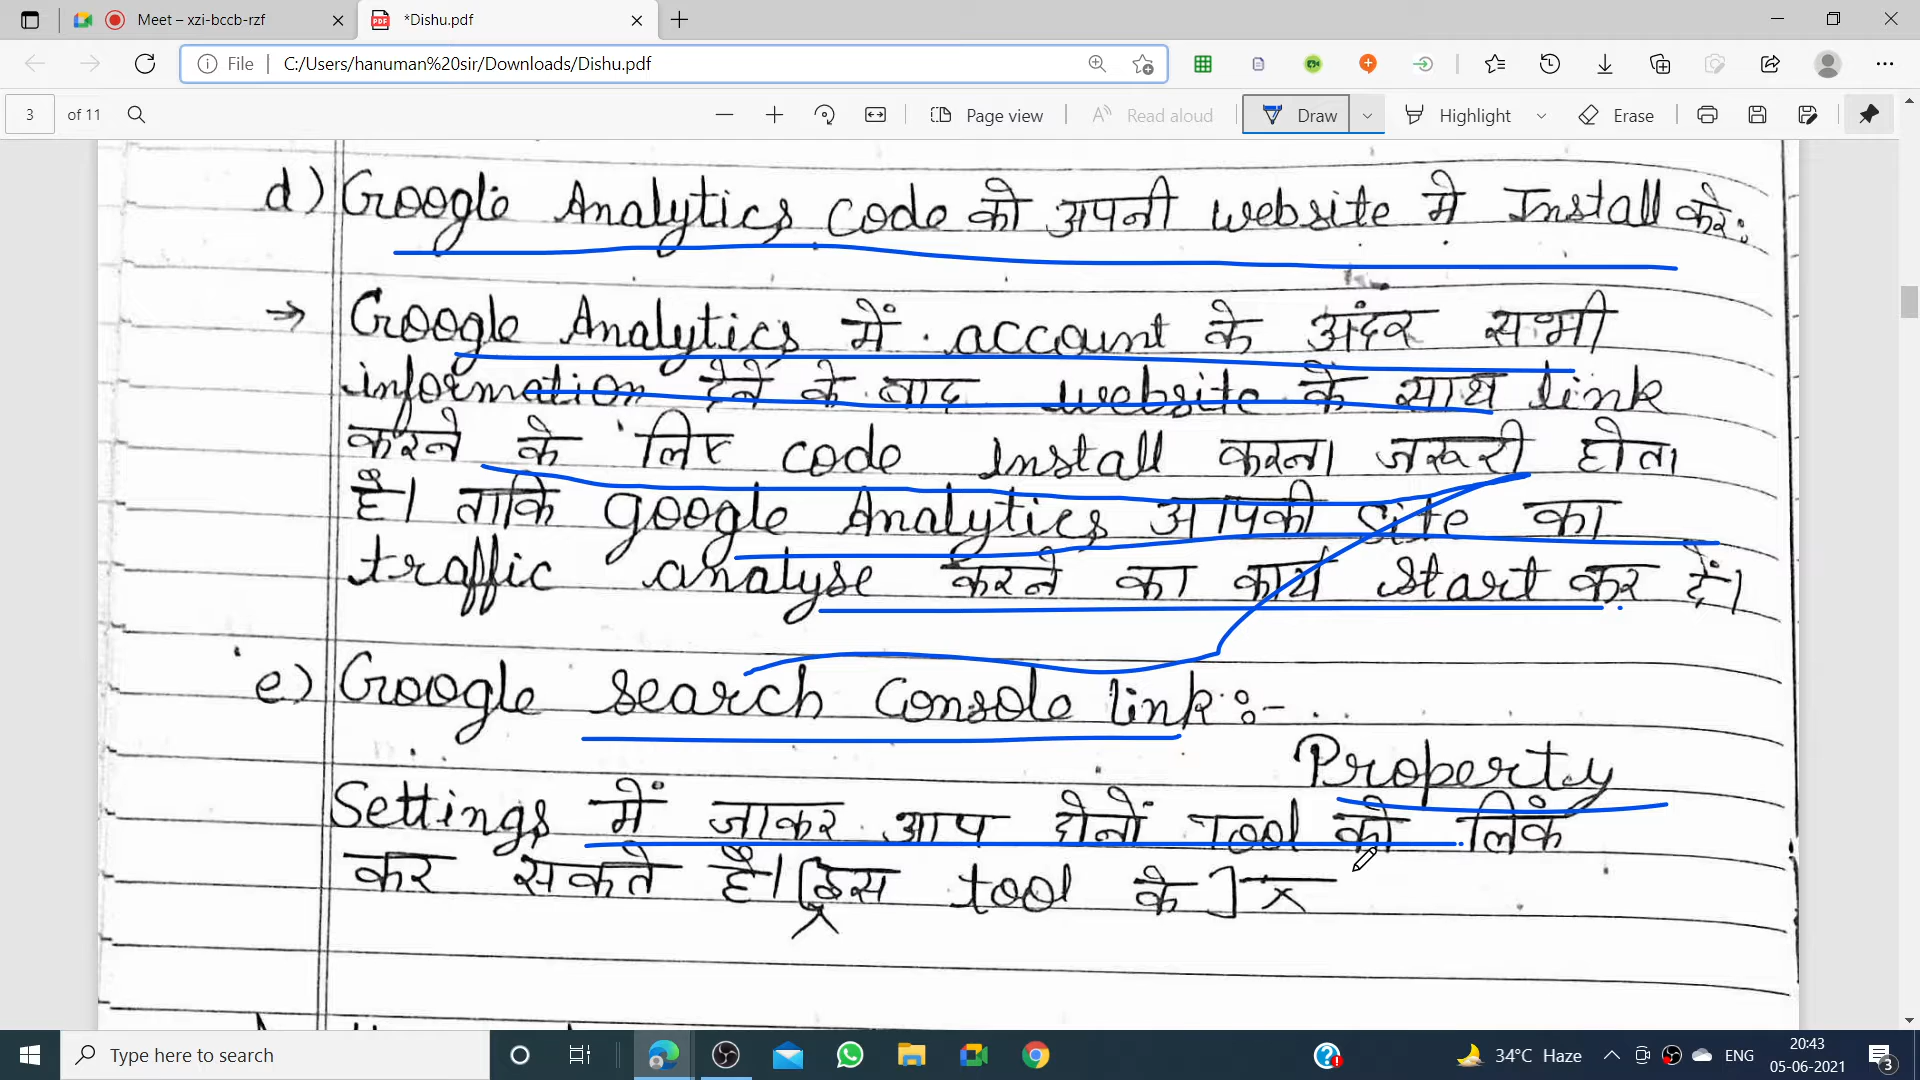 Meet – xzi-bccb-rzf
*Dishu.pdf
File
C:/Users/hanuman%20sir/Downloads/Dishu.pdf
3 of 11
Page view
Read aloud
Draw
Highlight
Erase
d) Google Analytics code को अपनी website मे Install करे:
→ Google Analytics में account के अंदर सभी
information देने के बाद website के साथ link
करने के लिए code install करना जरूरी होता
है। ताकि google Analytics आपकी site का
traffic analyse करने का कार्य start कर दें।
e) Google search Console link:-
Property
Settings में जाकर आप दोनों Tool को लिंक
कर सकते है। [इस tool के] x
Type here to search
34°C Haze
ENG
20:43
05-06-2021
3